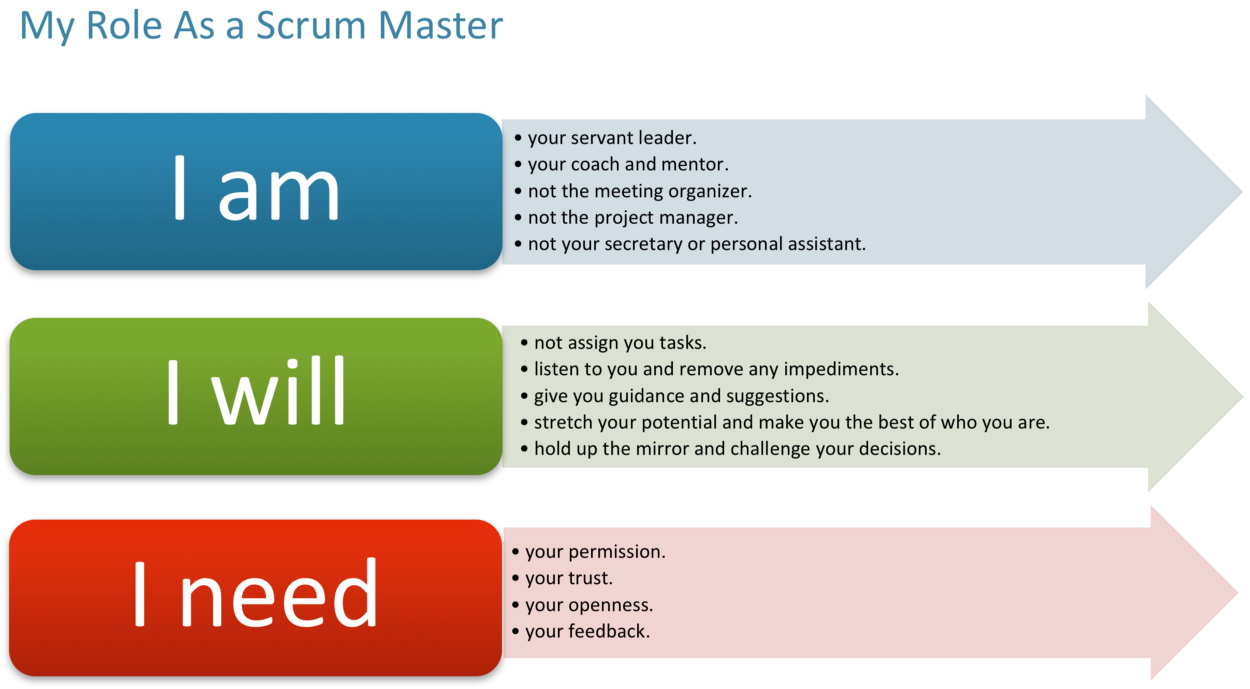 My Role As a Scrum Master
I am
• your servant leader.
• your coach and mentor.
• not the meeting organizer.
• not the project manager.
• not your secretary or personal assistant.
I will
• not assign you tasks.
• listen to you and remove any impediments.
• give you guidance and suggestions.
• stretch your potential and make you the best of who you are.
• hold up the mirror and challenge your decisions.
I need
• your permission.
• your trust.
• your openness.
• your feedback.